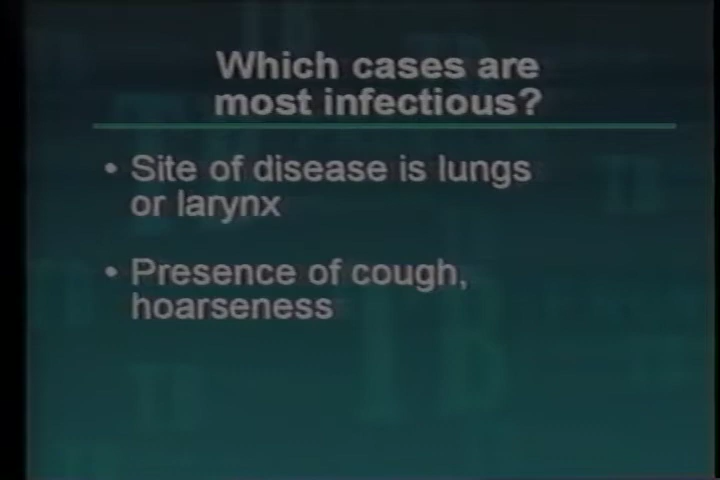 Which cases are
most infectious?
• Site of disease is lungs
or larynx
• Presence of cough,
hoarseness